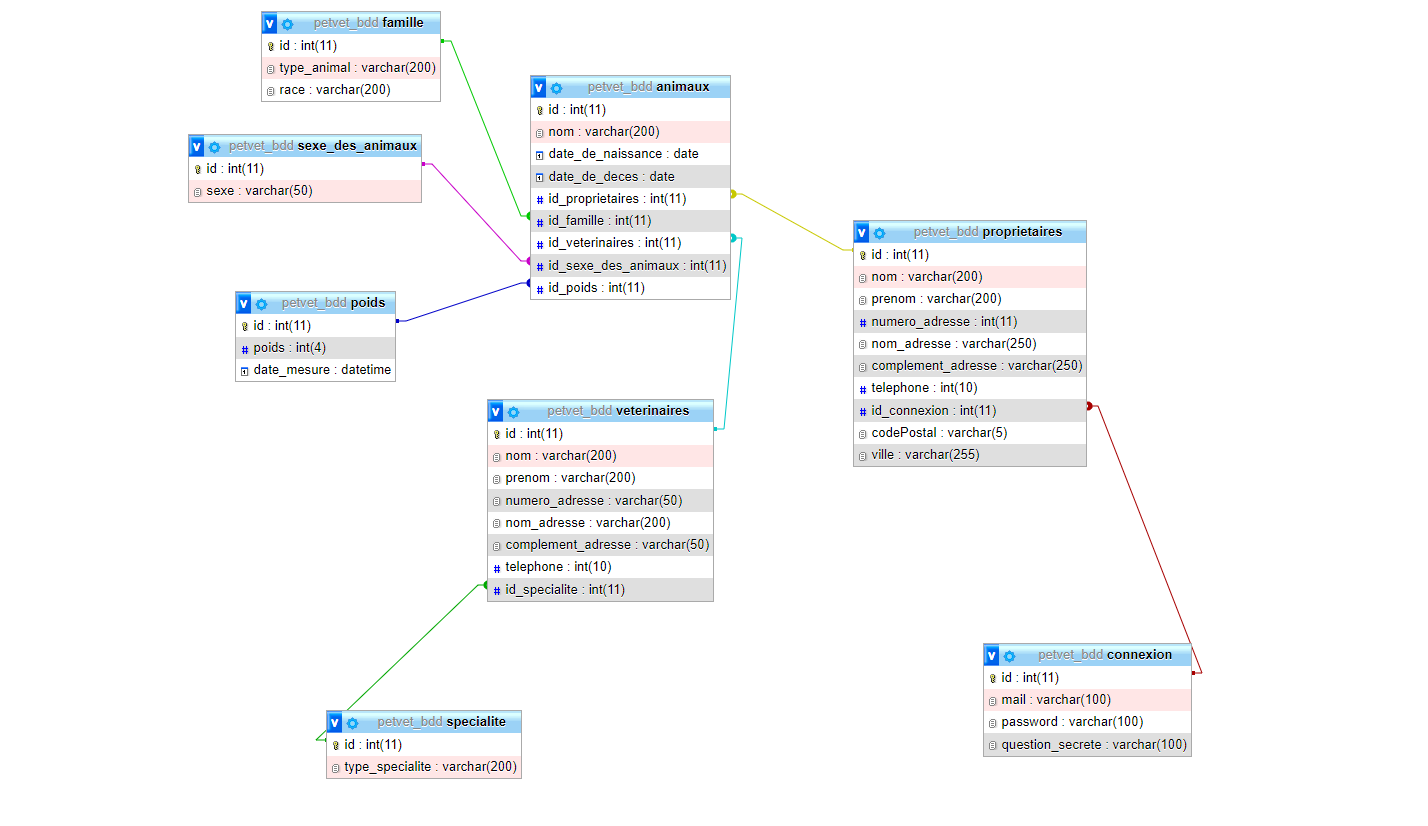 petvet_bdd famille
id : int(11)
type_animal : varchar(200)
race : varchar(200)
petvet_bdd sexe_des_animaux
id : int(11)
sexe : varchar(50)
petvet_bdd poids
id : int(11)
poids : int(4)
date_mesure : datetime
petvet_bdd animaux
id : int(11)
nom : varchar(200)
date_de_naissance : date
date_de_deces : date
id_proprietaires : int(11)
id_famille : int(11)
id_veterinaires : int(11)
id_sexe_des_animaux : int(11)
id_poids : int(11)
petvet_bdd proprietaires
id : int(11)
nom : varchar(200)
prenom : varchar(200)
numero_adresse : int(11)
nom_adresse : varchar(250)
complement_adresse : varchar(250)
telephone : int(10)
id_connexion : int(11)
codePostal : varchar(5)
ville : varchar(255)
petvet_bdd veterinaires
id : int(11)
nom : varchar(200)
prenom : varchar(200)
numero_adresse : varchar(50)
nom_adresse : varchar(200)
complement_adresse : varchar(50)
telephone : int(10)
id_specialite : int(11)
petvet_bdd specialite
id : int(11)
type_specialite : varchar(200)
petvet_bdd connexion
id : int(11)
mail : varchar(100)
password : varchar(100)
question_secrete : varchar(100)